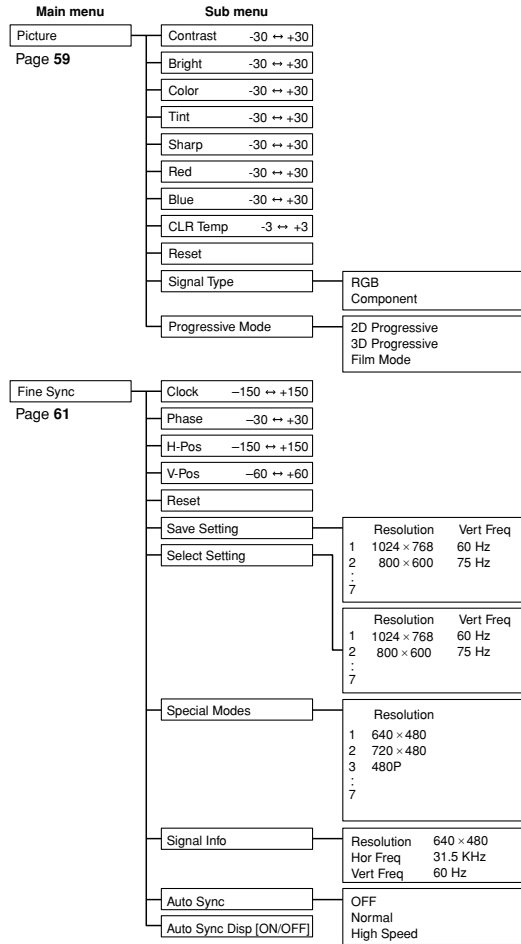 Main menu Sub menu
Picture
Page 59
Contrast -30 ↔ +30
Bright -30 ↔ +30
Color -30 ↔ +30
Tint -30 ↔ +30
Sharp -30 ↔ +30
Red -30 ↔ +30
Blue -30 ↔ +30
CLR Temp -3 ↔ +3
Reset
Signal Type
RGB
Component
Progressive Mode
2D Progressive
3D Progressive
Film Mode
Fine Sync
Page 61
Clock –150 ↔ +150
Phase –30 ↔ +30
H-Pos –150 ↔ +150
V-Pos –60 ↔ +60
Reset
Save Setting
Resolution Vert Freq
1 1024 × 768 60 Hz
2 800 × 600 75 Hz
:
7
Select Setting
Resolution Vert Freq
1 1024 × 768 60 Hz
2 800 × 600 75 Hz
:
7
Special Modes
Resolution
1 640 × 480
2 720 × 480
3 480P
:
7
Signal Info
Resolution 640 × 480
Hor Freq 31.5 KHz
Vert Freq 60 Hz
Auto Sync
OFF
Normal
High Speed
Auto Sync Disp [ON/OFF]